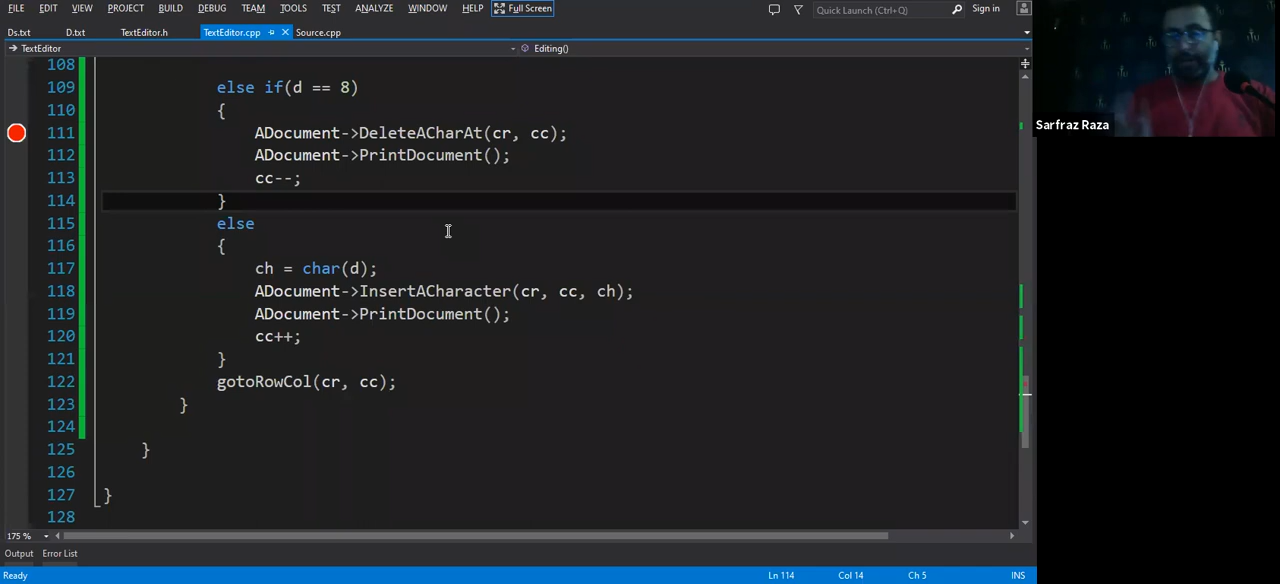 FILE EDIT VIEW PROJECT BUILD DEBUG TEAM TOOLS TEST ANALYZE WINDOW HELP Full Screen Quick Launch (Ctrl+Q) Sign in
Ds.txt D.txt TextEditor.h TextEditor.cpp Source.cpp
TextEditor Editing()
108
109 else if(d == 8)
110 {
111 ADocument->DeleteACharAt(cr, cc);
112 ADocument->PrintDocument();
113 cc--;
114 }
115 else
116 {
117 ch = char(d);
118 ADocument->InsertACharacter(cr, cc, ch);
119 ADocument->PrintDocument();
120 cc++;
121 }
122 gotoRowCol(cr, cc);
123 }
124
125 }
126
127 }
128
175 %
Output Error List
Ready Ln 114 Col 14 Ch 5 INS
Sarfraz Raza